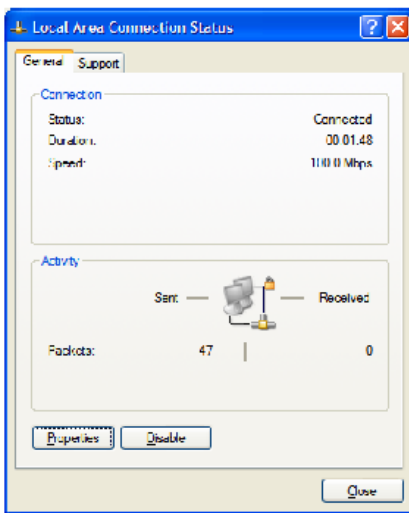 Local Area Connection Status
General Support
Connection
Status: Connected
Duration: 00:01:48
Speed: 100.0 Mbps
Activity
Sent Received
Packets: 47 0
Properties Disable
Close